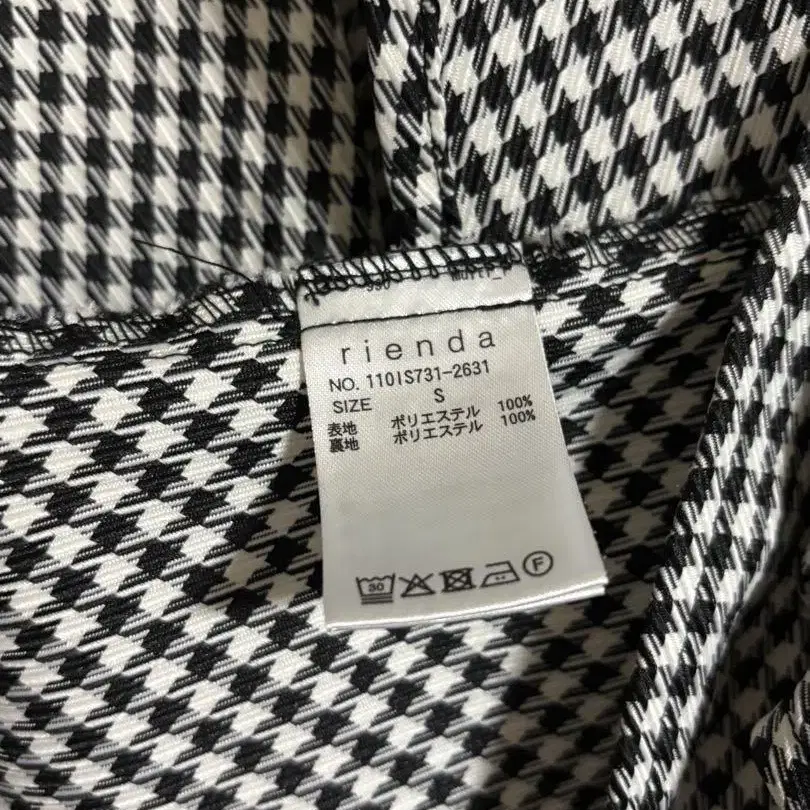 rienda
NO. 110IS731-2631
SIZE S
表地 ポリエステル 100%
裏地 ポリエステル 100%
30
F